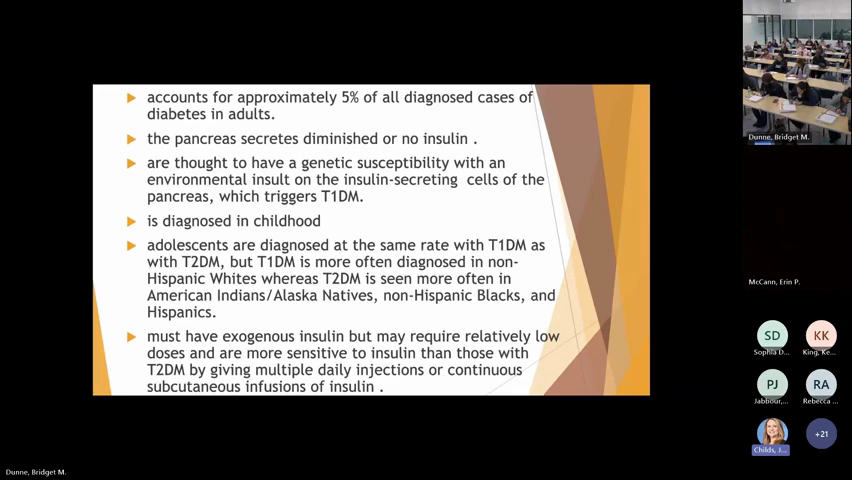 accounts for approximately 5% of all diagnosed cases of
diabetes in adults.
the pancreas secretes diminished or no insulin .
are thought to have a genetic susceptibility with an
environmental insult on the insulin-secreting cells of the
pancreas, which triggers T1DM.
is diagnosed in childhood
adolescents are diagnosed at the same rate with T1DM as
with T2DM, but T1DM is more often diagnosed in non-
Hispanic Whites whereas T2DM is seen more often in
American Indians/Alaska Natives, non-Hispanic Blacks, and
Hispanics.
must have exogenous insulin but may require relatively low
doses and are more sensitive to insulin than those with
T2DM by giving multiple daily injections or continuous
subcutaneous infusions of insulin .
Dunne, Bridget M.
McCann, Erin P.
SD
KK
Sophia D...
King, Ke...
PJ
RA
Jabbour,...
Rebecca ...
+21
Childs, J...
Dunne, Bridget M.